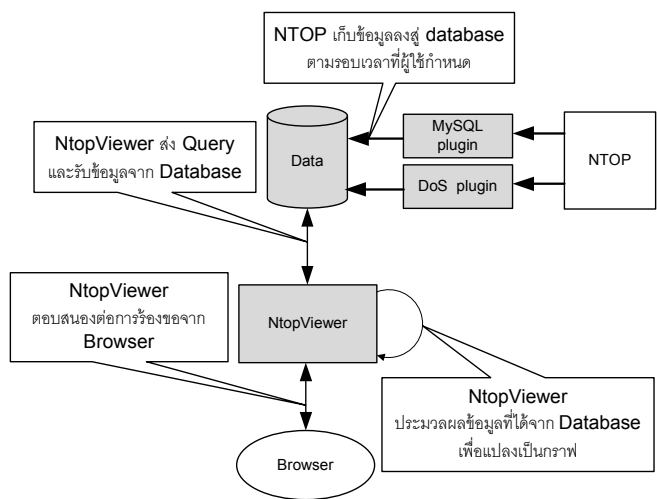 NTOP เก็บข้อมูลลงสู่ database
ตามรอบเวลาที่ผู้ใช้กำหนด
NtopViewer ส่ง Query
และรับข้อมูลจาก Database
Data
MySQL
plugin
DoS plugin
NTOP
NtopViewer
ตอบสนองต่อการร้องขอจาก
Browser
NtopViewer
NtopViewer
ประมวลผลข้อมูลที่ได้จาก Database
เพื่อแปลงเป็นกราฟ
Browser